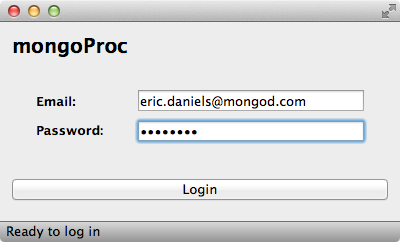 mongoProc
Email: eric.daniels@mongod.com
Password: ••••••••
Login
Ready to log in